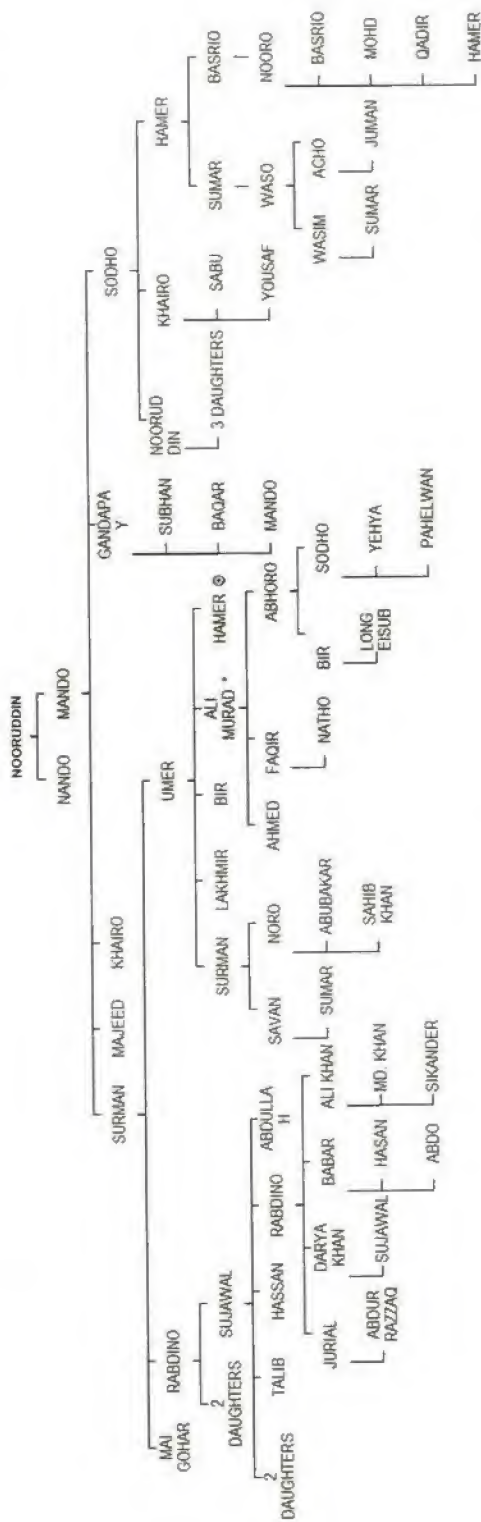 NOORUDDIN
NANDO MANDO
SURMAN MAJEED KHAIRO GANDAPA
Y SODHO
MAI
GOHAR RABDINO UMER SUBHAN NOORUD
DIN KHAIRO HAMER
BAQAR
MANDO
2
DAUGHTERS SUJAWAL SURMAN LAKHMIR BIR ALI
MURAD * HAMER ⊙ 3 DAUGHTERS SABU SUMAR BASRIO
YOUSAF WASO NOORO
2
DAUGHTERS TALIB HASSAN RABDINO ABDULLA
H SAVAN NORO AHMED FAQIR ABHORO WASIM ACHO BASRIO
SUMAR JUMAN MOHD
QADIR
HAMER
JURIAL DARYA
KHAN BABAR ALI KHAN SUMAR ABUBAKAR NATHO BIR SODHO
SAHIB
KHAN
ABDUR
RAZZAQ SUJAWAL HASAN MD. KHAN LONG
EISUB YEHYA
ABDO SIKANDER PAHELWAN